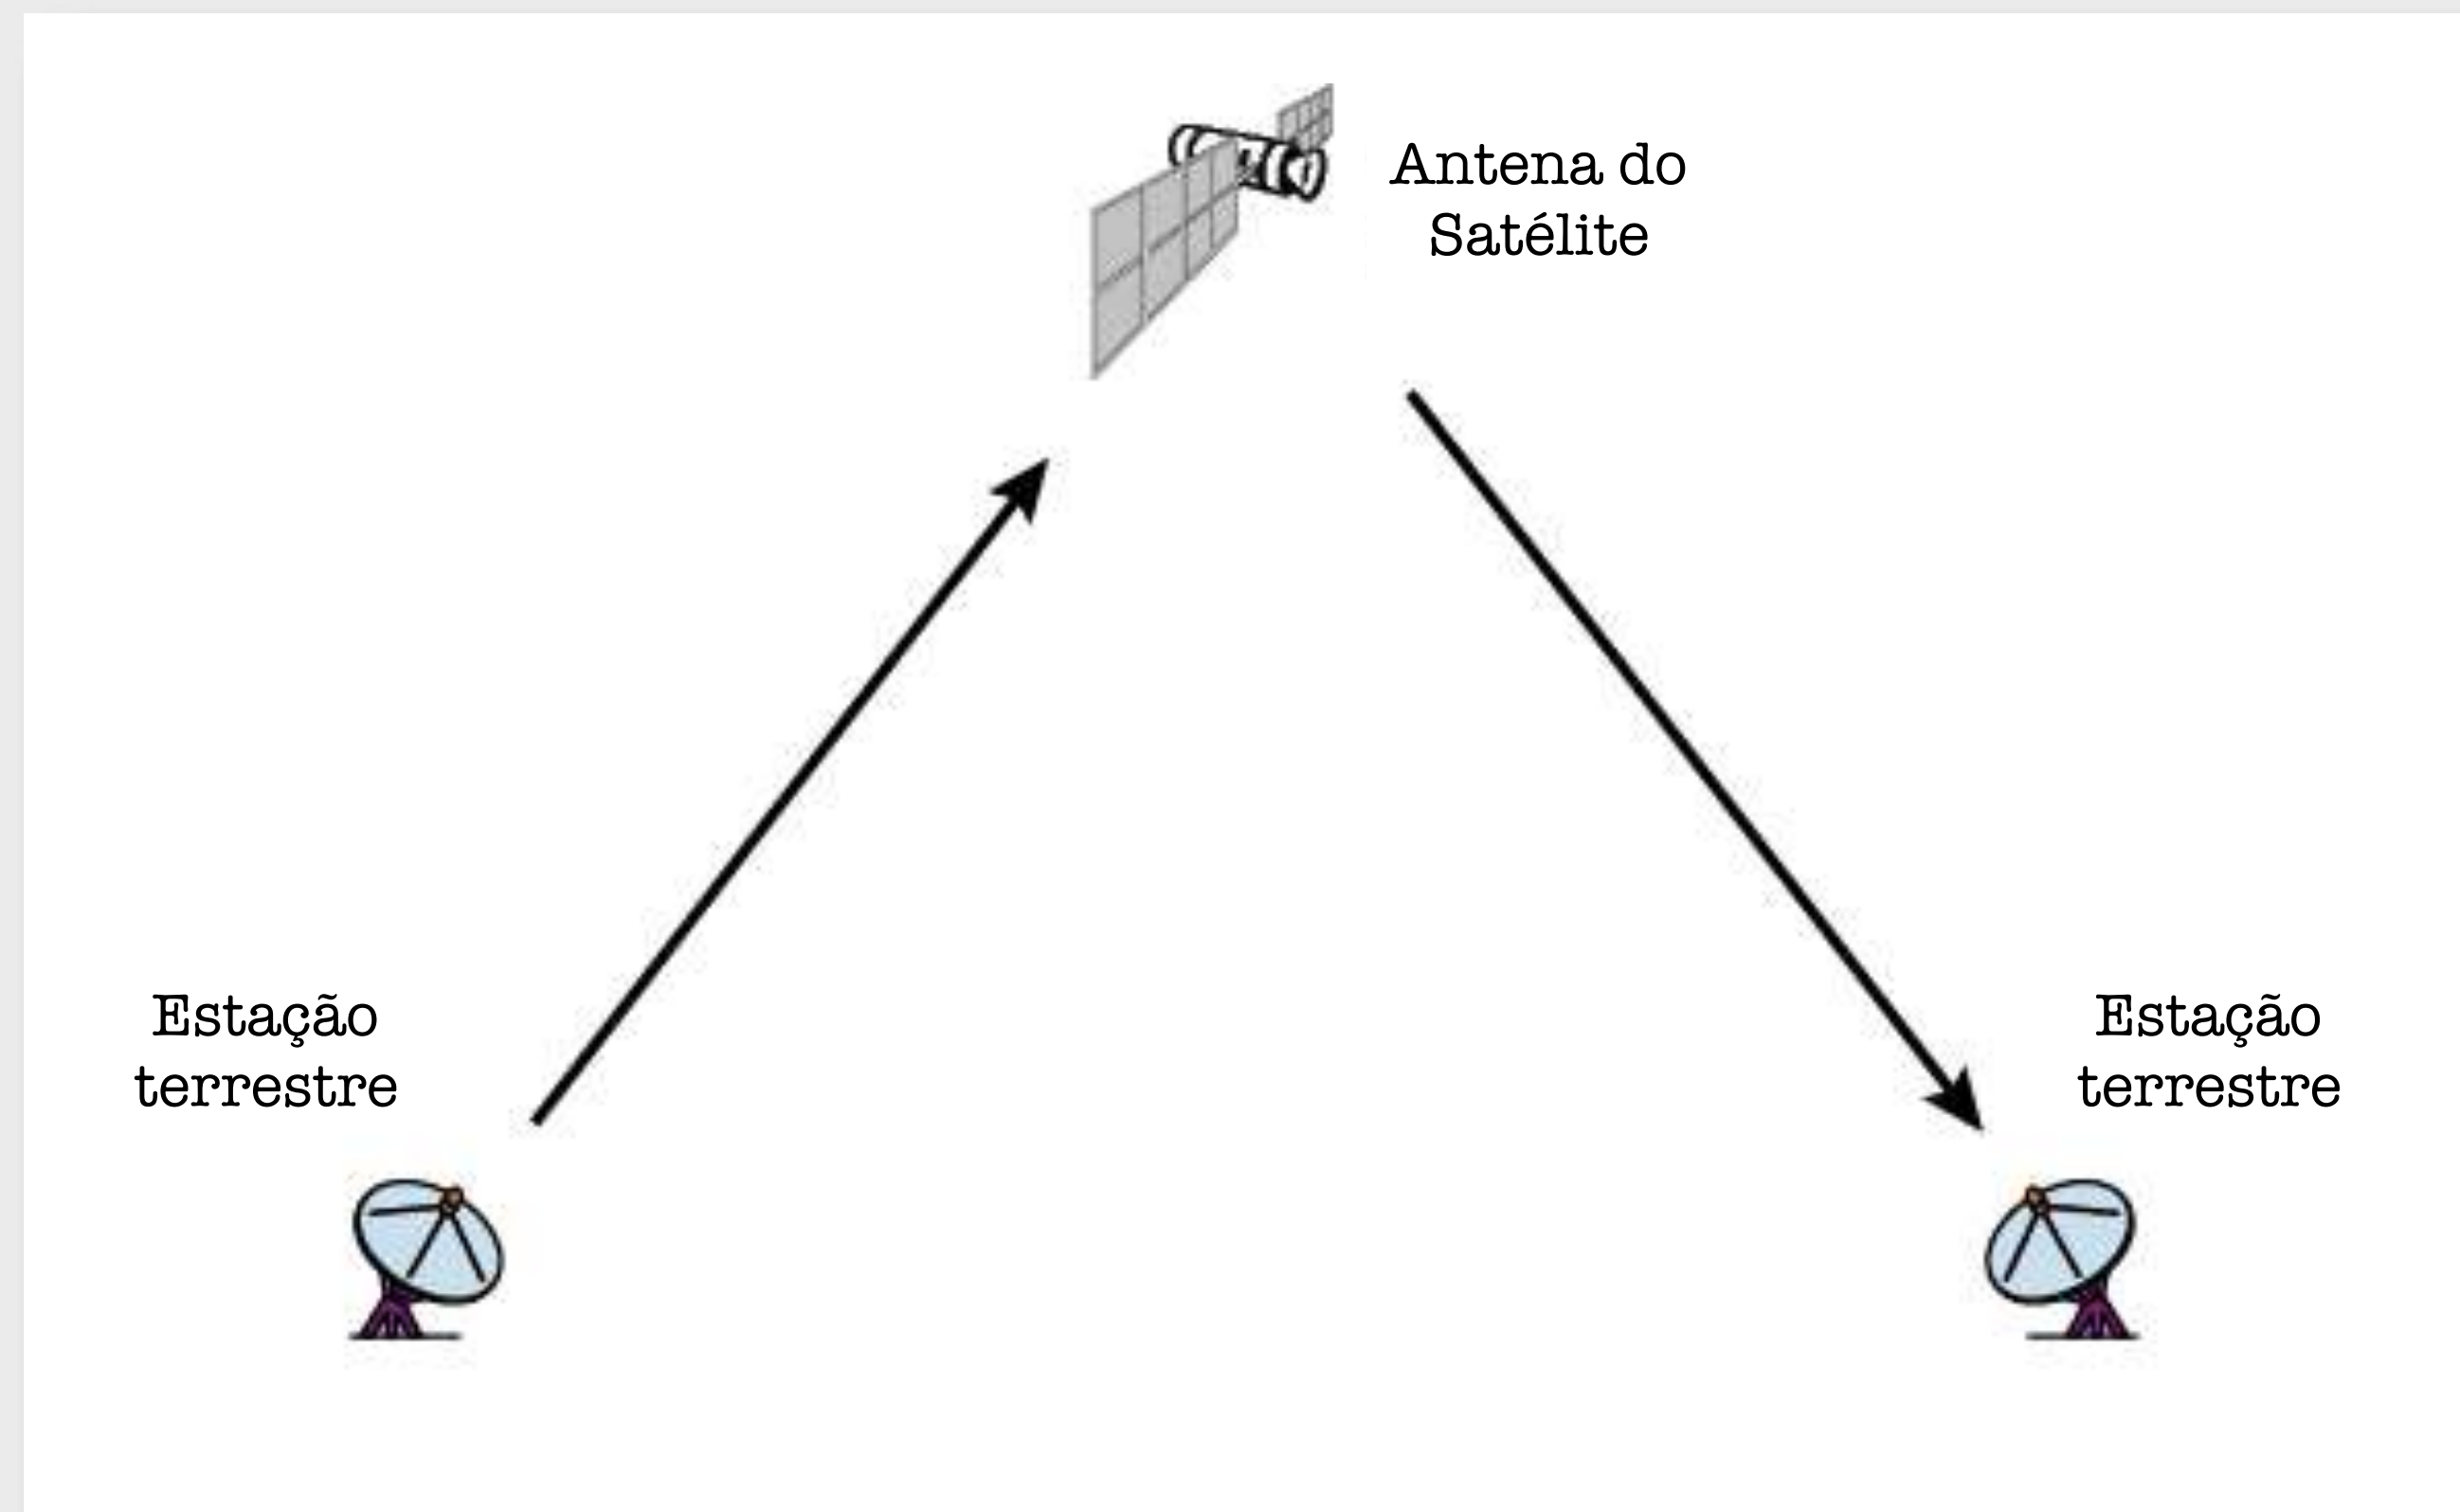 Antena do
Satélite
Estação
terrestre
Estação
terrestre